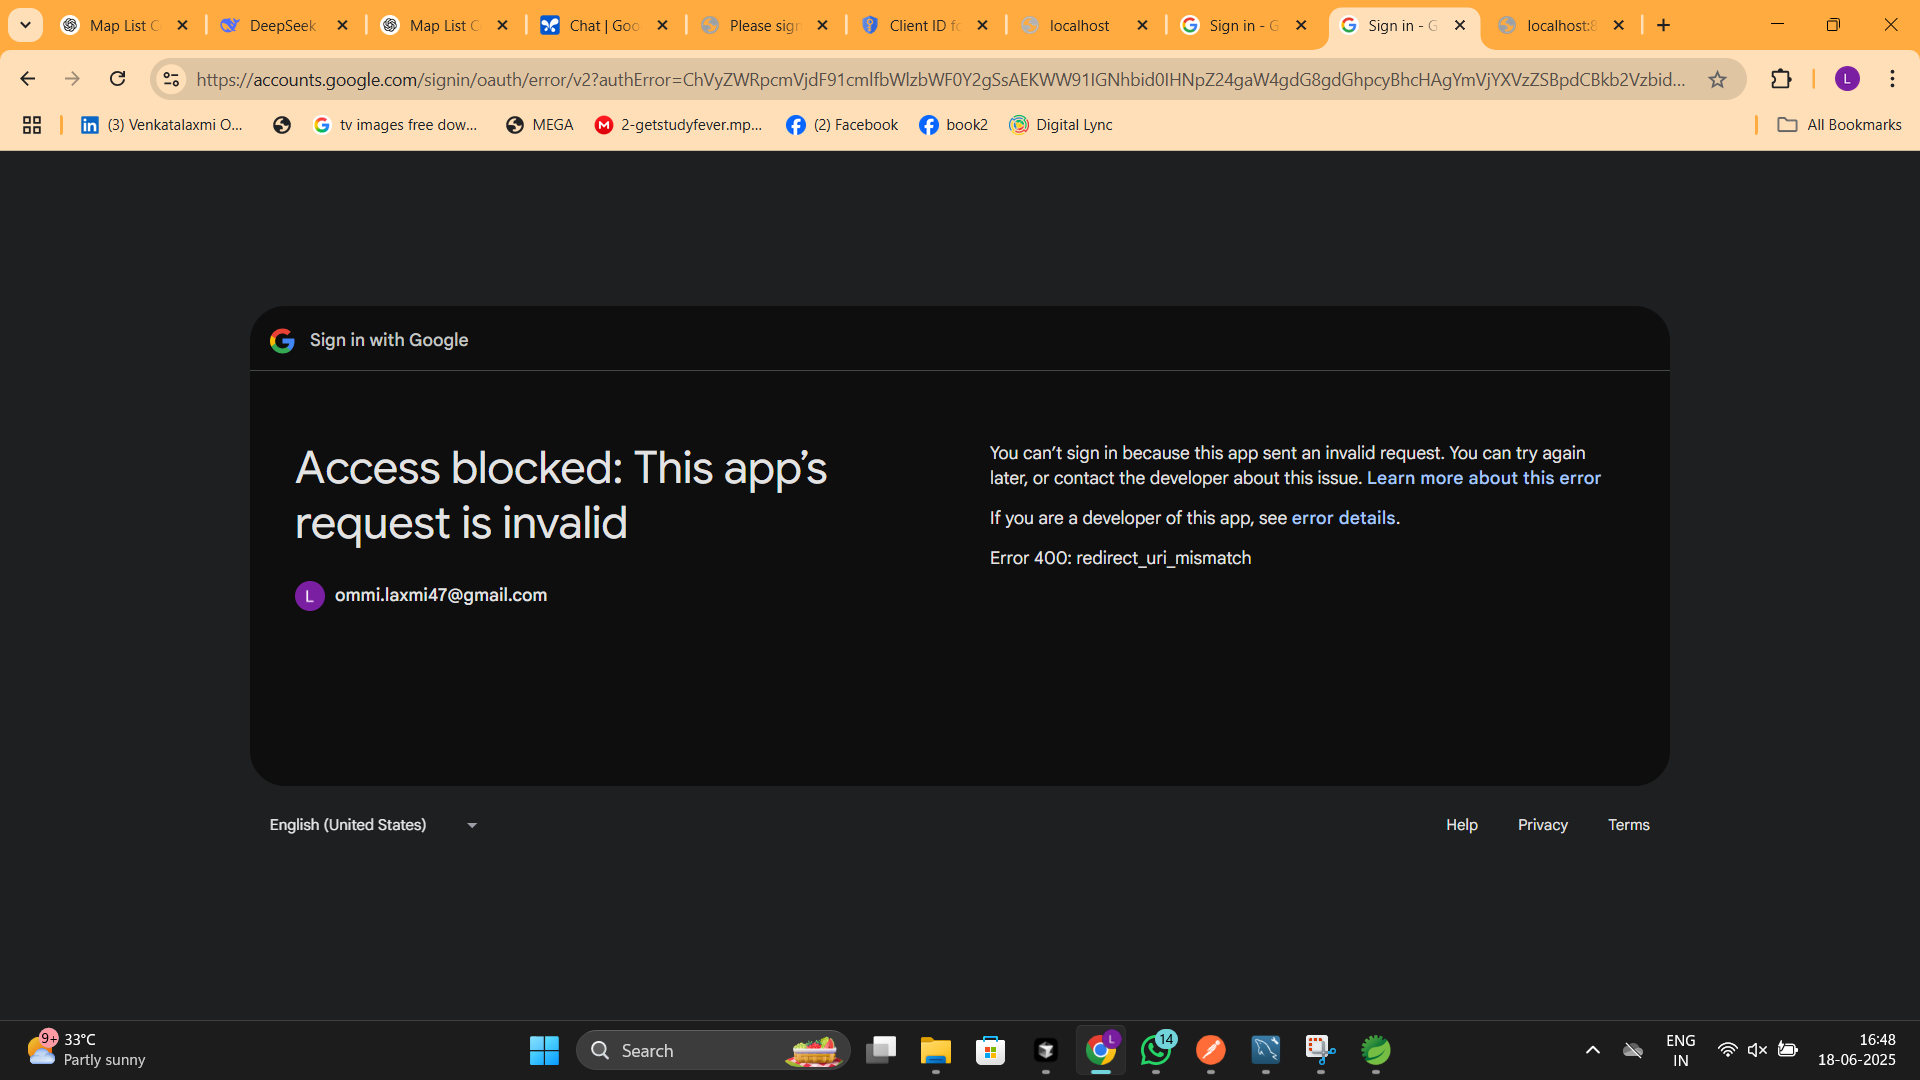 Map List C
DeepSeek
Map List C
Chat | Goo
Please sign
Client ID fo
localhost
Sign in - G
Sign in - G
localhost:8
https://accounts.google.com/signin/oauth/error/v2?authError=ChVyZWRpcmVjdF91cmlfbWlzbWF0Y2gSsAEKWW91IGNhbid0IHNpZ24gaW4gdG8gdGhpcyBhcHAgYmVjYXVzZSBpdCBkb2Vzbid...
L
(3) Venkatalaxmi O...
tv images free dow...
MEGA
2-getstudyfever.mp...
(2) Facebook
book2
Digital Lync
All Bookmarks
Sign in with Google
Access blocked: This app’s
request is invalid
L
ommi.laxmi47@gmail.com
You can’t sign in because this app sent an invalid request. You can try again
later, or contact the developer about this issue. Learn more about this error
If you are a developer of this app, see error details.
Error 400: redirect_uri_mismatch
English (United States)
Help
Privacy
Terms
9+
33°C
Partly sunny
Search
L
14
ENG
IN
16:48
18-06-2025